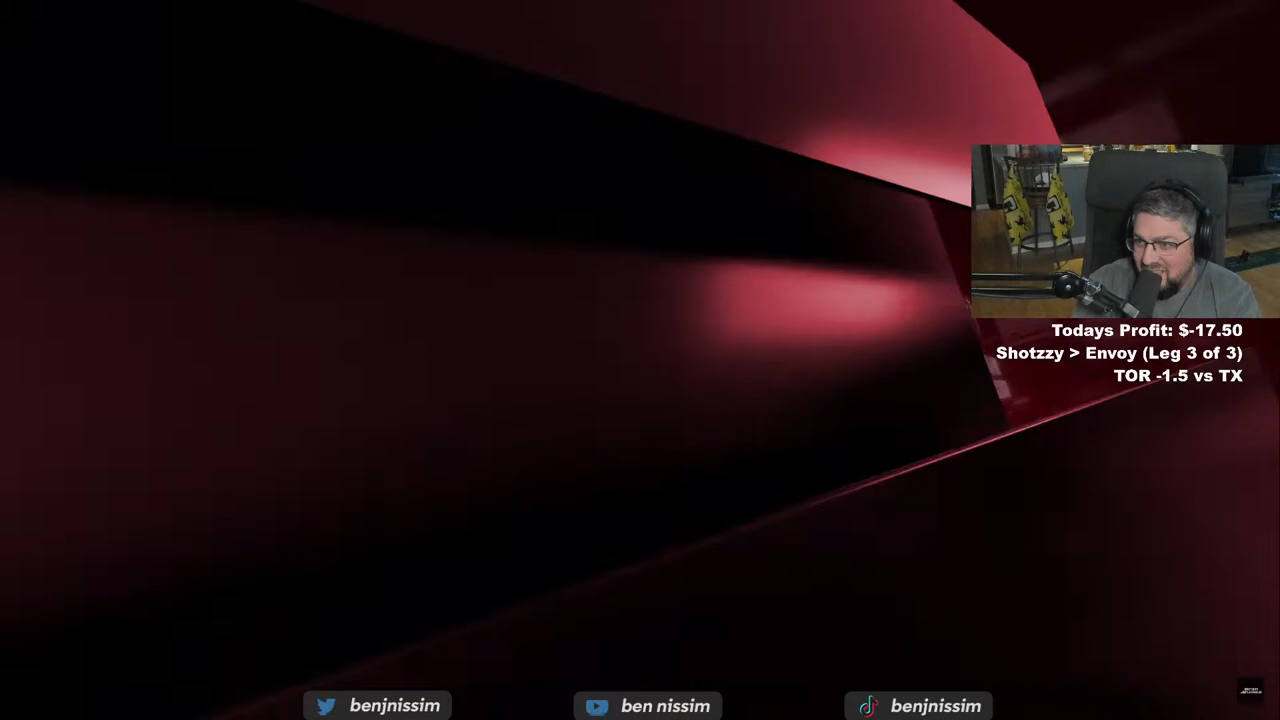 Todays Profit: $-17.50
Shotzzy > Envoy (Leg 3 of 3)
TOR -1.5 vs TX
benjnissim
ben nissim
benjnissim